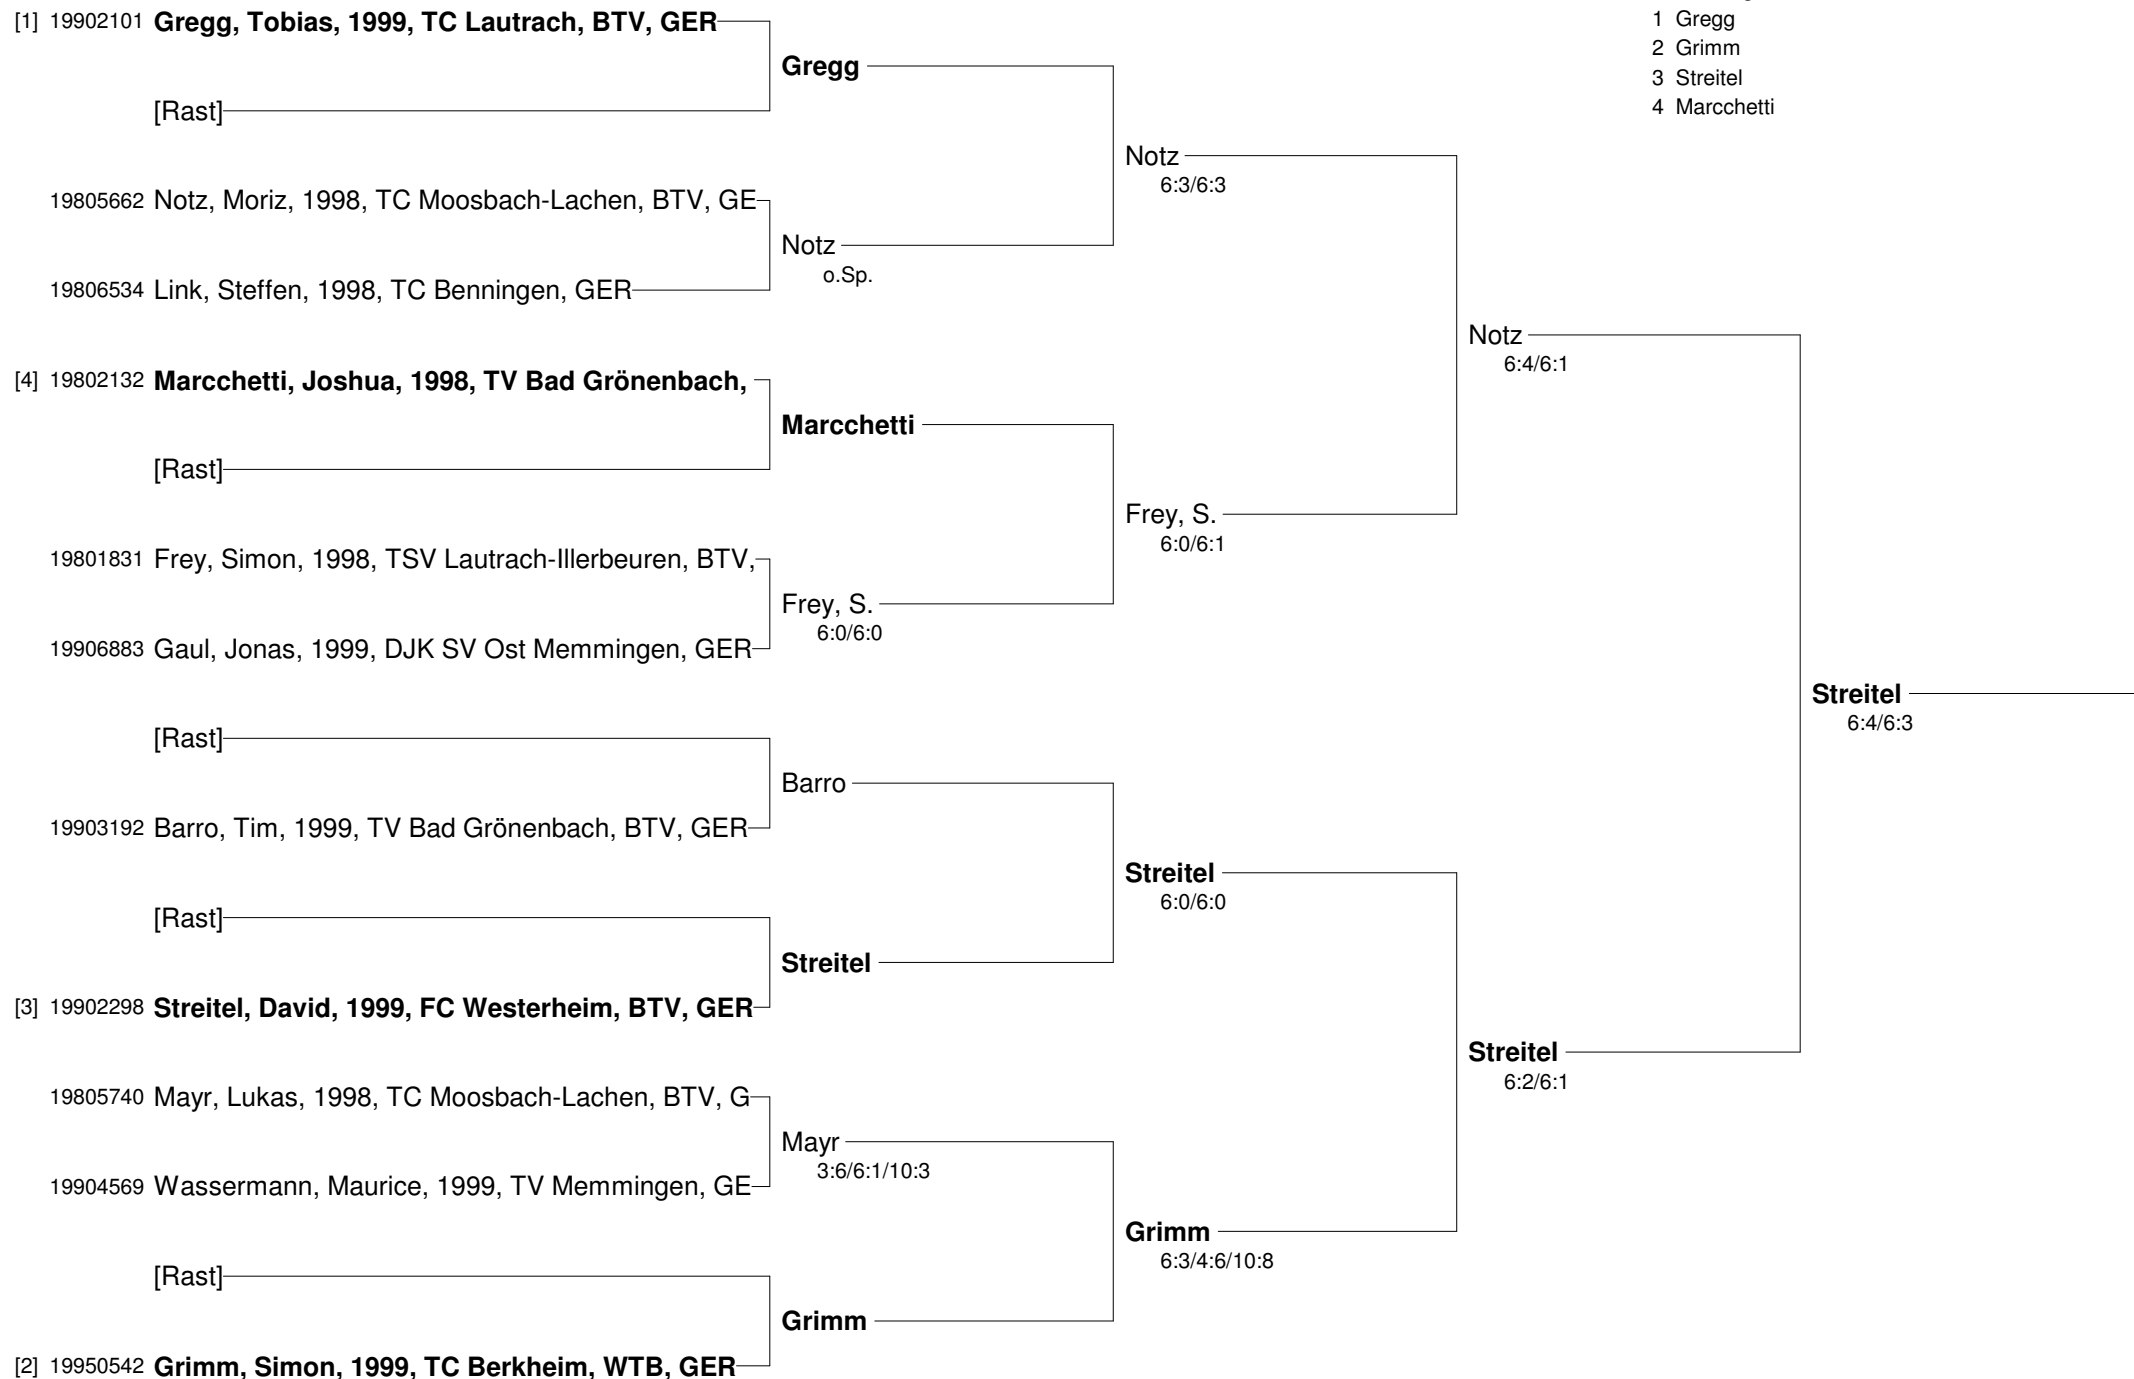 [1] 19902101 Gregg, Tobias, 1999, TC Lautrach, BTV, GER
1 Gregg
2 Grimm
3 Streitel
4 Marcchetti
Gregg
[Rast]
Notz
6:3/6:3
19805662 Notz, Moriz, 1998, TC Moosbach-Lachen, BTV, GE
Notz
o.Sp.
19806534 Link, Steffen, 1998, TC Benningen, GER
Notz
6:4/6:1
[4] 19802132 Marcchetti, Joshua, 1998, TV Bad Grönenbach,
Marcchetti
[Rast]
Frey, S.
6:0/6:1
19801831 Frey, Simon, 1998, TSV Lautrach-Illerbeuren, BTV,
Frey, S.
6:0/6:0
19906883 Gaul, Jonas, 1999, DJK SV Ost Memmingen, GER
Streitel
6:4/6:3
[Rast]
Barro
19903192 Barro, Tim, 1999, TV Bad Grönenbach, BTV, GER
Streitel
6:0/6:0
[Rast]
Streitel
[3] 19902298 Streitel, David, 1999, FC Westerheim, BTV, GER
Streitel
6:2/6:1
19805740 Mayr, Lukas, 1998, TC Moosbach-Lachen, BTV, G
Mayr
3:6/6:1/10:3
19904569 Wassermann, Maurice, 1999, TV Memmingen, GE
Grimm
6:3/4:6/10:8
[Rast]
Grimm
[2] 19950542 Grimm, Simon, 1999, TC Berkheim, WTB, GER